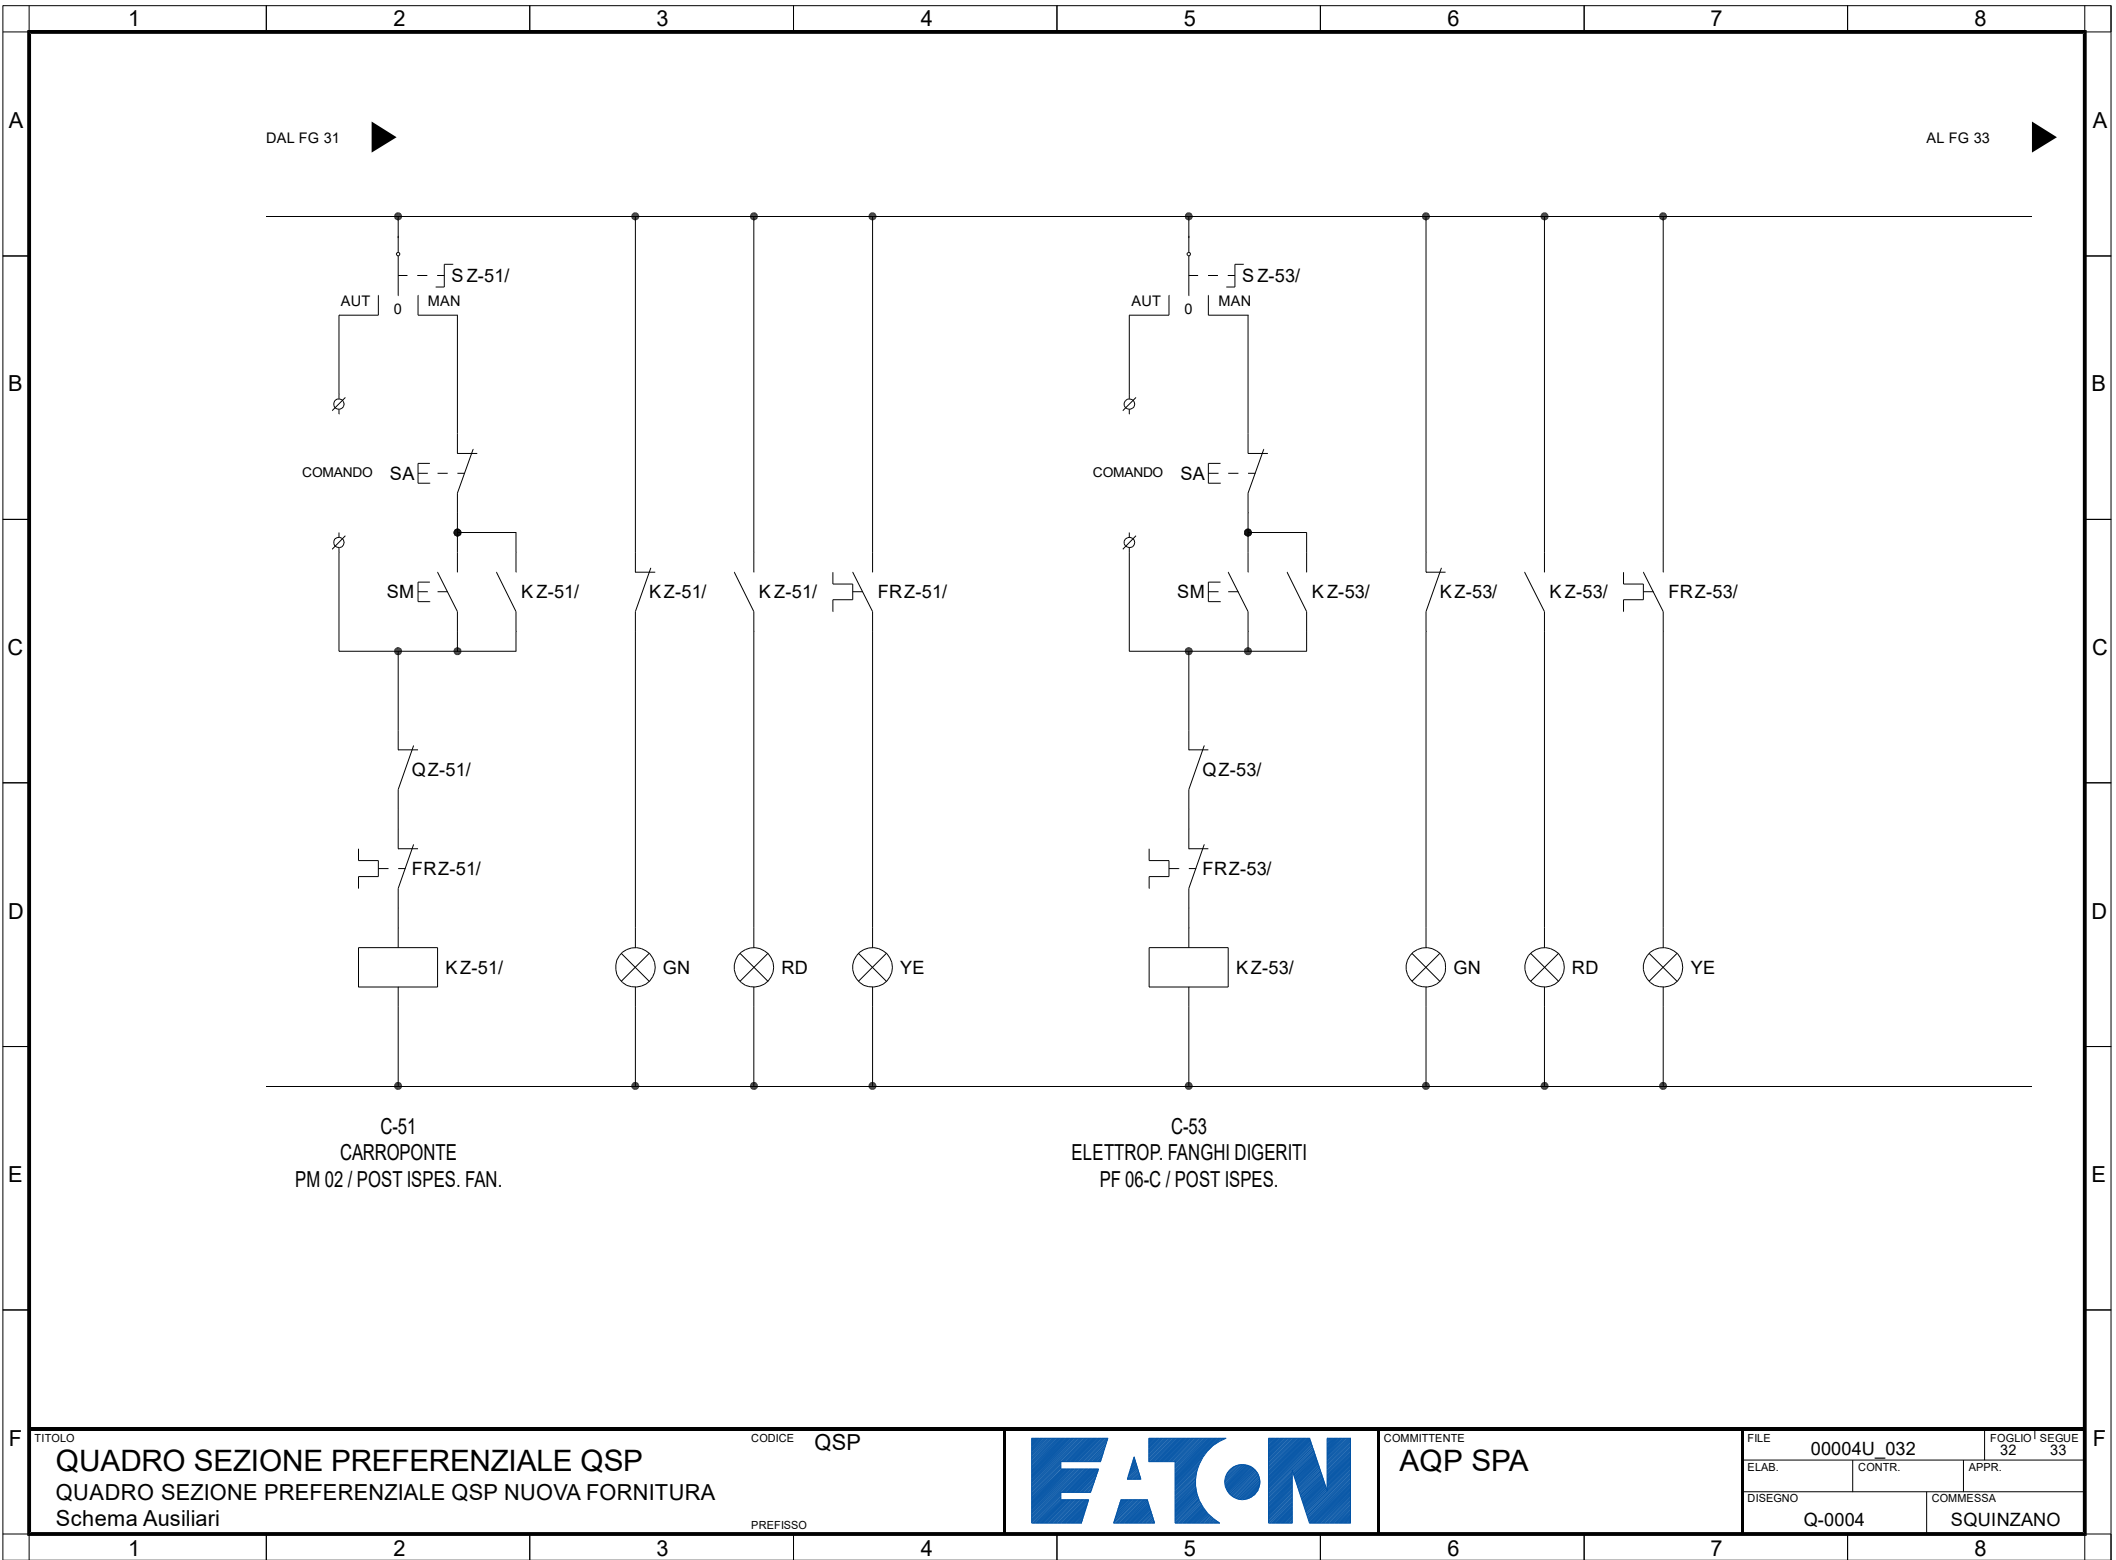 1 2 3 4 5 6 7 8
A A
DAL FG 31 AL FG 33
SZ-51/ SZ-53/
AUT 0 MAN AUT 0 MAN
B B
COMANDO SA COMANDO SA
SM KZ-51/ KZ-51/ KZ-51/ FRZ-51/ SM KZ-53/ KZ-53/ KZ-53/ FRZ-53/
C C
QZ-51/ QZ-53/
FRZ-51/ FRZ-53/
D D
KZ-51/ GN RD YE KZ-53/ GN RD YE
C-51
CARROPONTE
PM 02 / POST ISPES. FAN.
C-53
ELETTROP. FANGHI DIGERITI
PF 06-C / POST ISPES.
E E
F F
TITOLO
QUADRO SEZIONE PREFERENZIALE QSP
QUADRO SEZIONE PREFERENZIALE QSP NUOVA FORNITURA
Schema Ausiliari
CODICE QSP
PREFISSO
EATON
COMMITTENTE
AQP SPA
FILE 00004U_032 FOGLIO 32 SEGUE 33
ELAB. CONTR. APPR.
DISEGNO Q-0004 COMMESSA SQUINZANO
1 2 3 4 5 6 7 8